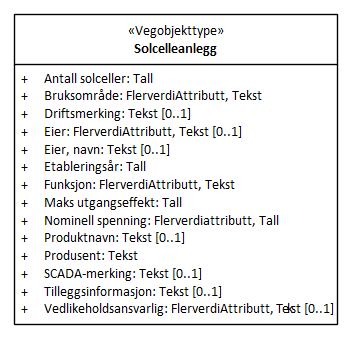 «Vegobjekttype»
Solcelleanlegg
+ Antall solceller: Tall
+ Bruksområde: FlerverdiAttributt, Tekst
+ Driftsmerking: Tekst [0..1]
+ Eier: FlerverdiAttributt, Tekst [0..1]
+ Eier, navn: Tekst [0..1]
+ Etableringsår: Tall
+ Funksjon: FlerverdiAttributt, Tekst
+ Maks utgangseffekt: Tall
+ Nominell spenning: Flerverdiattributt, Tall
+ Produktnavn: Tekst [0..1]
+ Produsent: Tekst
+ SCADA-merking: Tekst [0..1]
+ Tilleggsinformasjon: Tekst [0..1]
+ Vedlikeholdsansvarlig: FlerverdiAttributt, Tekst [0..1]